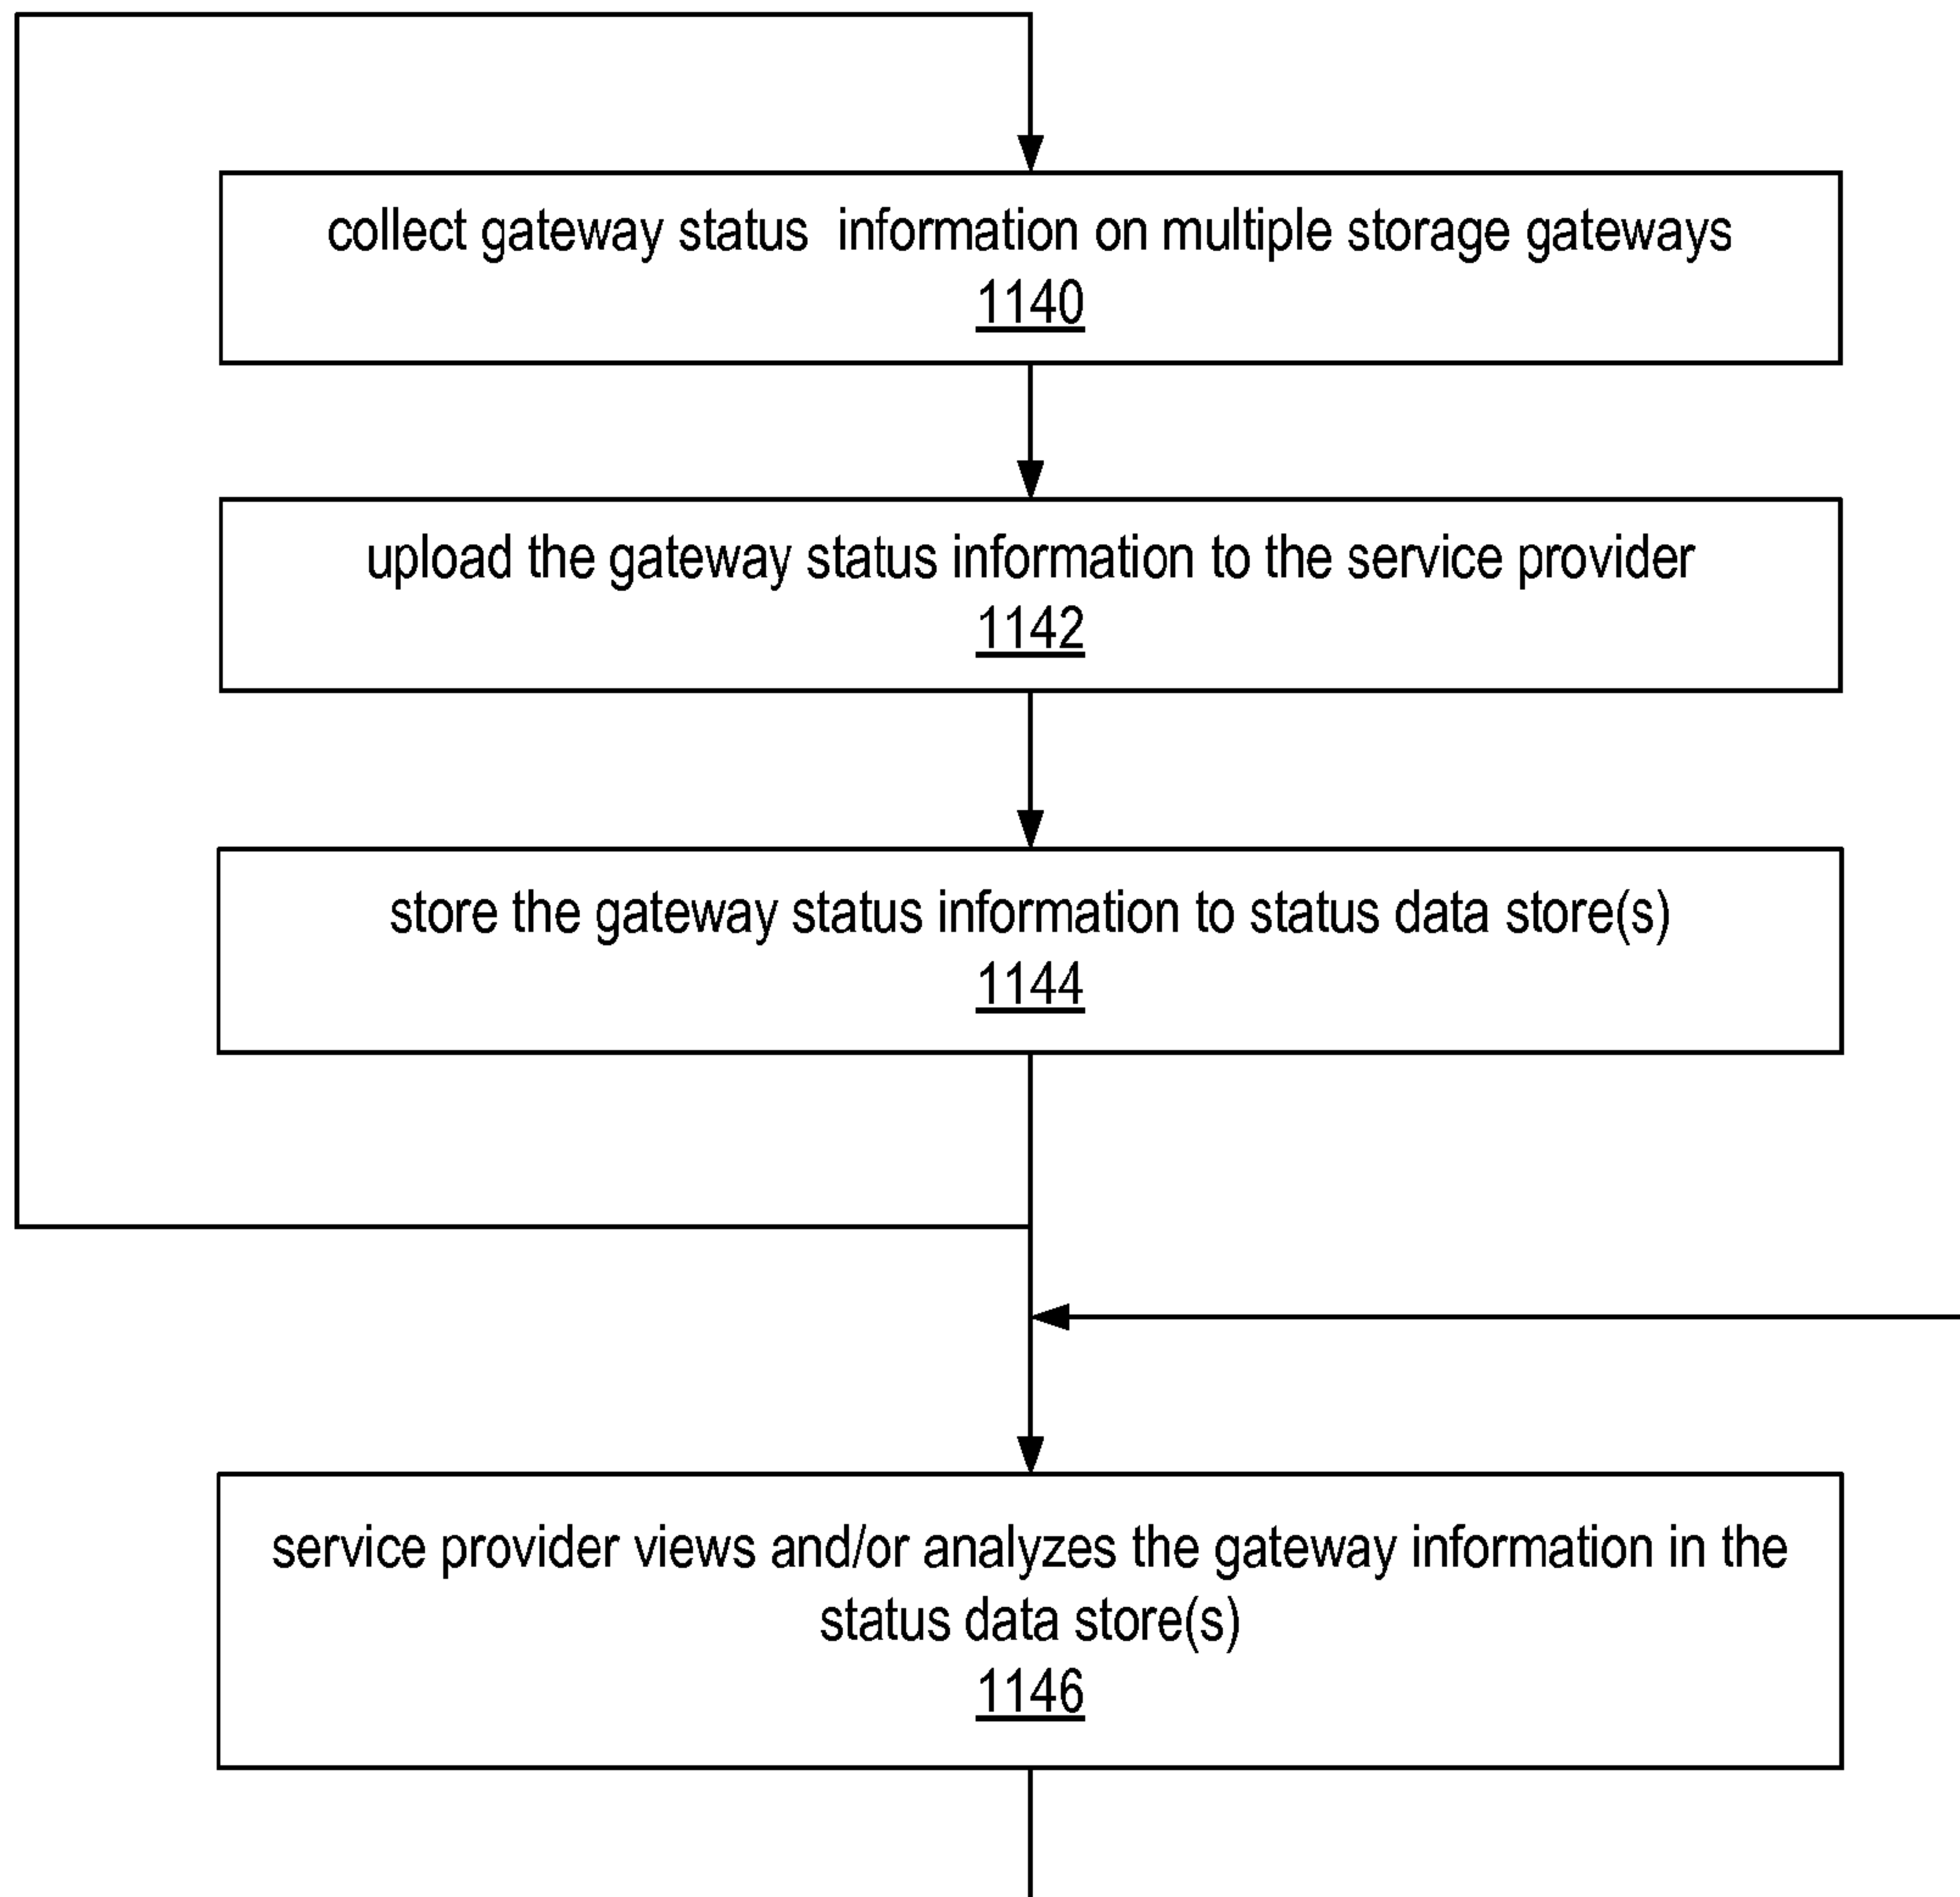 collect gateway status  information on multiple storage gateways
1140
upload the gateway status information to the service provider
1142
store the gateway status information to status data store(s)
1144
service provider views and/or analyzes the gateway information in the
status data store(s)
1146